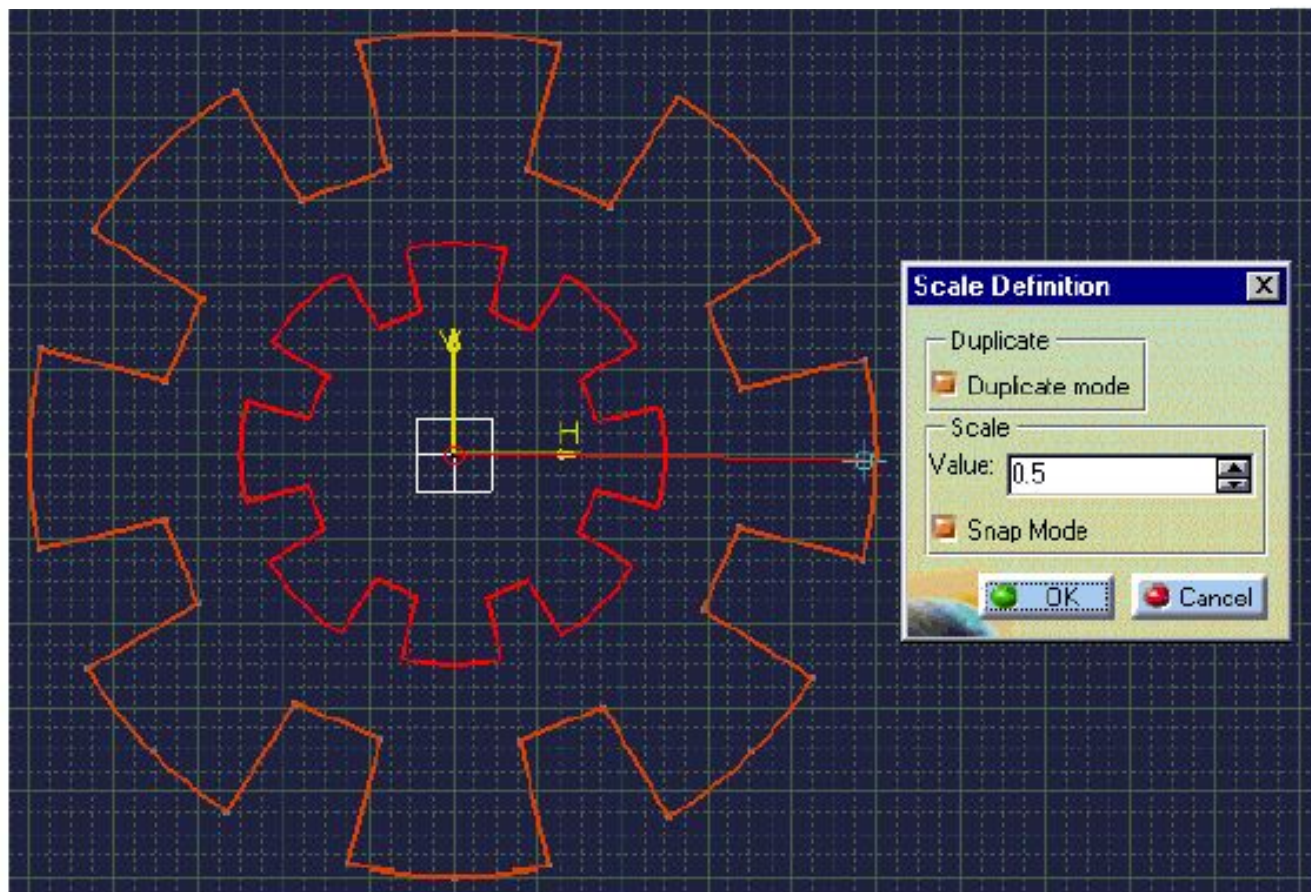 Scale Definition
Duplicate
Duplicate mode
Scale
Value: 0.5
Snap Mode
OK
Cancel
V
H